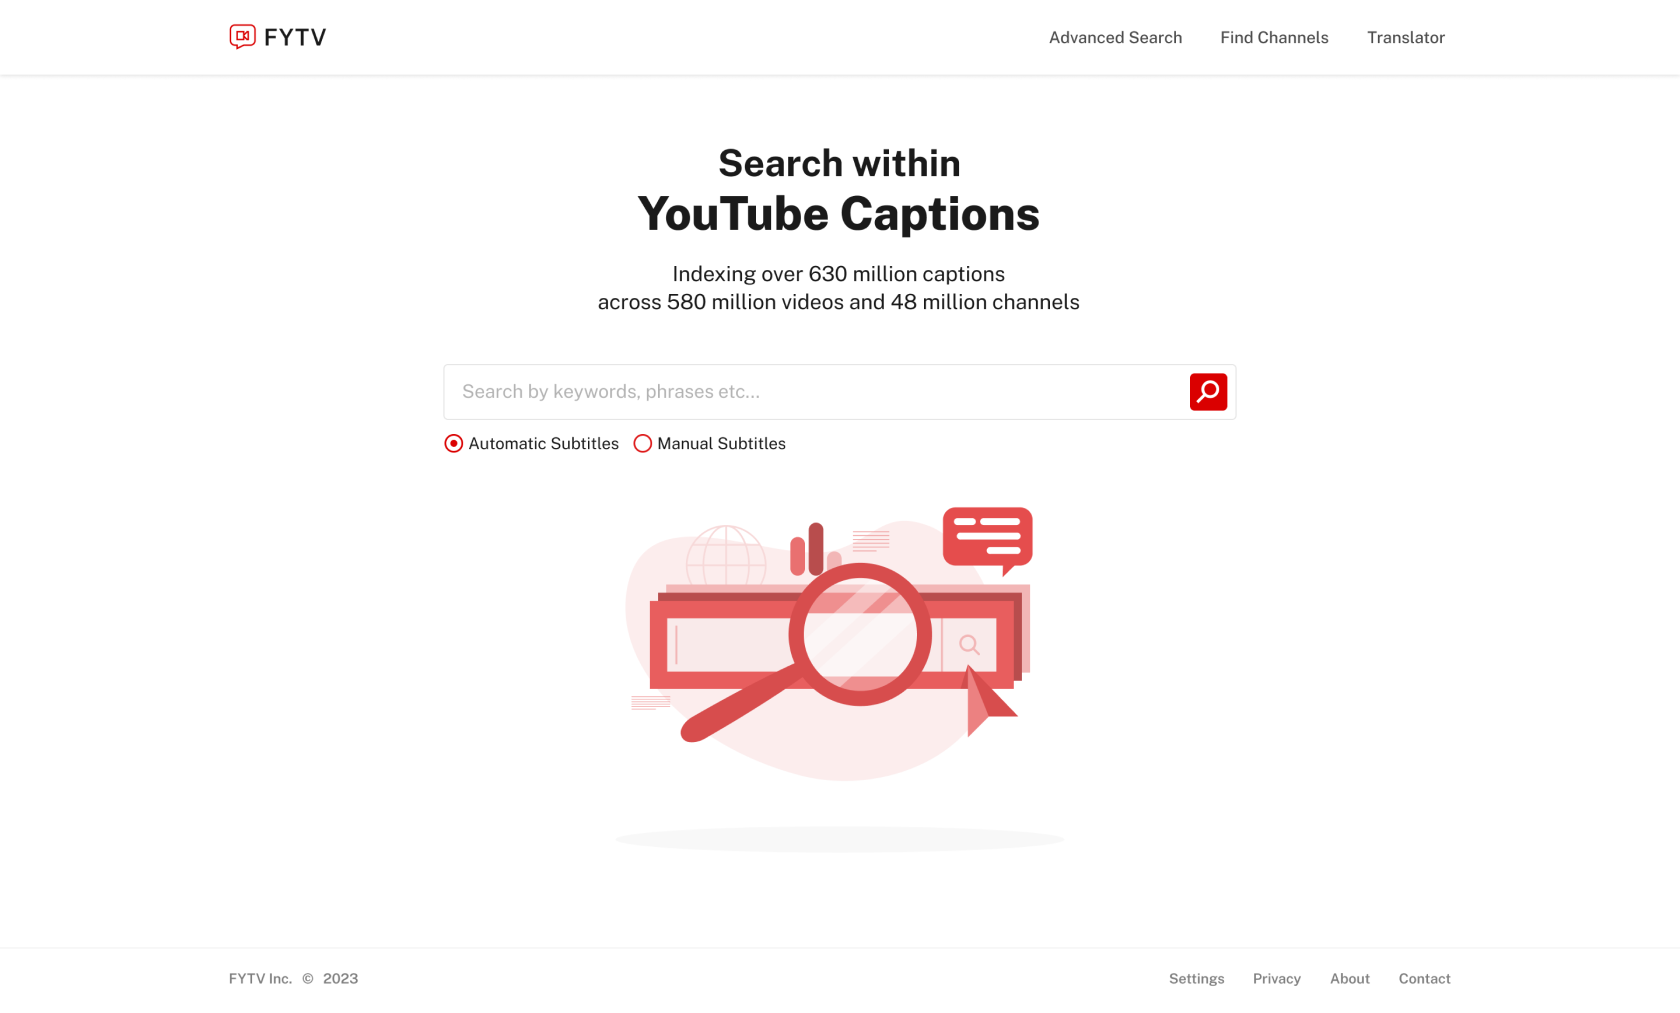 FYTV
Advanced Search
Find Channels
Translator
Search within
YouTube Captions
Indexing over 630 million captions
across 580 million videos and 48 million channels
Search by keywords, phrases etc...
Automatic Subtitles
Manual Subtitles
FYTV Inc. © 2023
Settings
Privacy
About
Contact